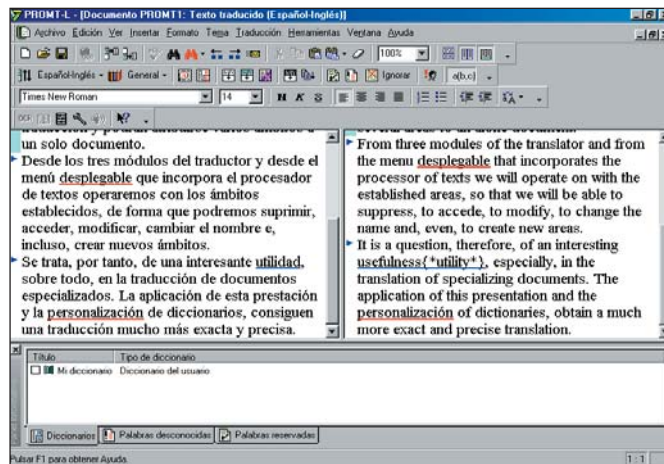 PROMT-L - [Documento PROMT1: Texto traducido (Español-Inglés)]
Archivo Edición Ver Insertar Formato Tema Traducción Herramientas Ventana Ayuda
100%
Español-Inglés General Ignorar a(b,c)
Times New Roman 14 N K S
un solo documento.
Desde los tres módulos del traductor y desde el
menú desplegable que incorpora el procesador
de textos operaremos con los ámbitos
establecidos, de forma que podremos suprimir,
acceder, modificar, cambiar el nombre e,
incluso, crear nuevos ámbitos.
Se trata, por tanto, de una interesante utilidad,
sobre todo, en la traducción de documentos
especializados. La aplicación de esta prestación
y la personalización de diccionarios, consiguen
una traducción mucho más exacta y precisa.
several areas to an alone document.
From three modules of the translator and from
the menu desplegable that incorporates the
processor of texts we will operate on with the
established areas, so that we will be able to
suppress, to accede, to modify, to change the
name and, even, to create new areas.
It is a question, therefore, of an interesting
usefulness{*utility*}, especially, in the
translation of specializing documents. The
application of this presentation and the
personalización of dictionaries, obtain a much
more exact and precise translation.
Título Tipo de diccionario
Mi diccionario Diccionario del usuario
Diccionarios Palabras desconocidas Palabras reservadas
Pulsar F1 para obtener Ayuda. 1 : 1